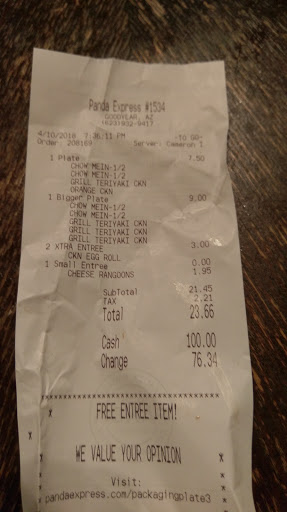 Panda Express #1534
GOODYEAR, AZ
(623)932-9417
4/10/2018 7:36:11 PM
Order: 208169 Server: Cameron 1
1 Plate 7.50
CHOW MEIN-1/2
CHOW MEIN-1/2
GRILL TERIYAKI CKN
ORANGE CKN
1 Bigger Plate 9.00
CHOW MEIN-1/2
CHOW MEIN-1/2
GRILL TERIYAKI CKN
GRILL TERIYAKI CKN
GRILL TERIYAKI CKN
2 XTRA ENTREE 3.00
CKN EGG ROLL 0.00
1 Small Entree 1.95
CHEESE RANGOONS
SubTotal 21.45
TAX 2.21
Total 23.66
Cash 100.00
Change 76.34
FREE ENTREE ITEM!
WE VALUE YOUR OPINION
Visit:
pandaexpress.com/packagingplate3